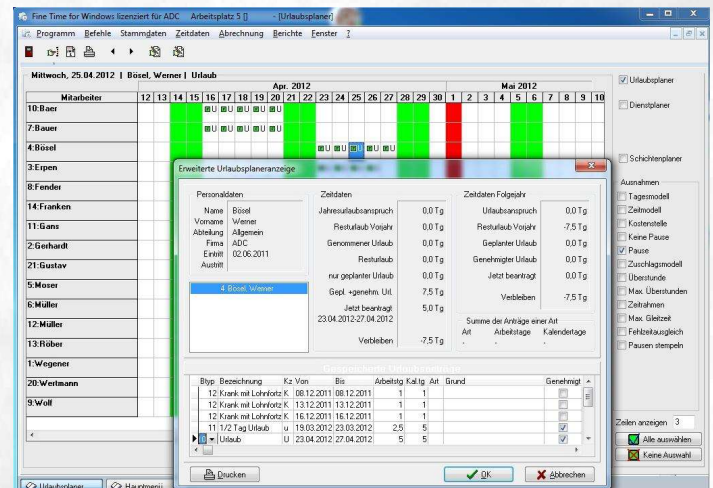 Fine Time for Windows lizenziert für ADC Arbeitsplatz 5 [] - [Urlaubsplaner]
Programm Befehle Stammdaten Zeitdaten Abrechnung Berichte Fenster ?
Mittwoch, 25.04.2012 | Bösel, Werner | Urlaub
Apr. 2012 Mai 2012
Mitarbeiter 12 13 14 15 16 17 18 19 20 21 22 23 24 25 26 27 28 29 30 1 2 3 4 5 6 7 8 9 10
10:Baer U U U U U
7:Bauer U U U U U
4:Bösel U U U U U
3:Erpen
8:Fender
14:Franken
11:Gans
2:Gerhardt
21:Gustav
5:Moser
6:Müller
12:Müller
13:Röber
1:Wegener
20:Wertmann
9:Wolf
Urlaubsplaner
Dienstplaner
Schichtenplaner
Ausnahmen
Tagesmodell
Zeitmodell
Kostenstelle
Keine Pause
Pause
Zuschlagsmodell
Überstunde
Max. Überstunden
Zeitrahmen
Max. Gleitzeit
Fehlzeitausgleich
Pausen stempeln
Zeilen anzeigen 3
Alle auswählen
Keine Auswahl
Erweiterte Urlaubsplaneranzeige
Personaldaten
Name Bösel
Vorname Werner
Abteilung Allgemein
Firma ADC
Eintritt 02.06.2011
Austritt
4 Bösel, Werner
Zeitdaten
Jahresurlaubsanspruch 0,0 Tg
Resturlaub Vorjahr 0,0 Tg
Genommener Urlaub 0,0 Tg
Resturlaub 0,0 Tg
nur geplanter Urlaub 0,0 Tg
Gepl. +genehm. Url. 7,5 Tg
Jetzt beantragt 5,0 Tg
23.04.2012-27.04.2012
Verbleiben -7,5 Tg
Zeitdaten Folgejahr
Urlaubsanspruch 0,0 Tg
Resturlaub Vorjahr -7,5 Tg
Geplanter Urlaub 0,0 Tg
Genehmigter Urlaub 0,0 Tg
Jetzt beantragt 0,0 Tg
Verbleiben -7,5 Tg
Summe der Anträge einer Art
Art Arbeitstage Kalendertage
- - -
Btyp Bezeichnung Kz Von Bis Arbeitstg Kal.tg Art Grund Genehmigt
12 Krank mit Lohnfortz K 08.12.2011 08.12.2011 1 1
12 Krank mit Lohnfortz K 13.12.2011 13.12.2011 1 1
12 Krank mit Lohnfortz K 16.12.2011 16.12.2011 1 1
11 1/2 Tag Urlaub u 19.03.2012 23.03.2012 2,5 5
Urlaub U 23.04.2012 27.04.2012 5 5
Drucken
OK
Abbrechen
Urlaubsplaner Hauptmenü